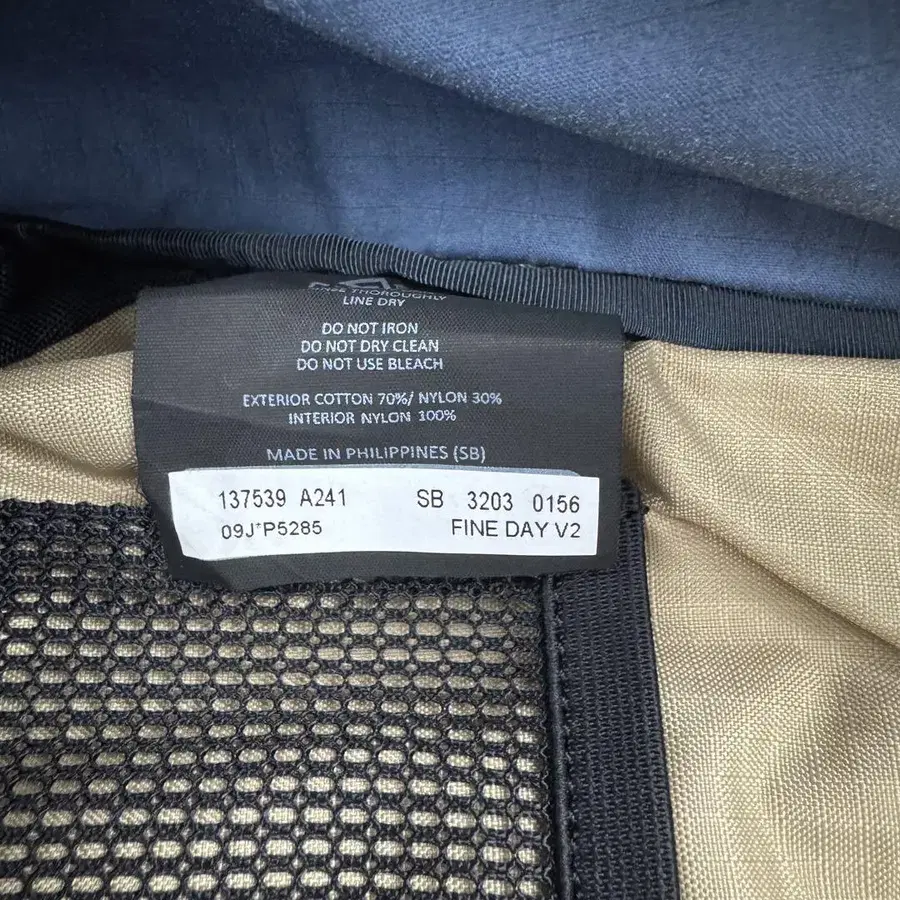 THOROUGHLY
LINE DRY
DO NOT IRON
DO NOT DRY CLEAN
DO NOT USE BLEACH
EXTERIOR COTTON 70%/ NYLON 30%
INTERIOR NYLON 100%
MADE IN PHILIPPINES (SB)
137539 A241 SB 3203 0156
09J*P5285 FINE DAY V2